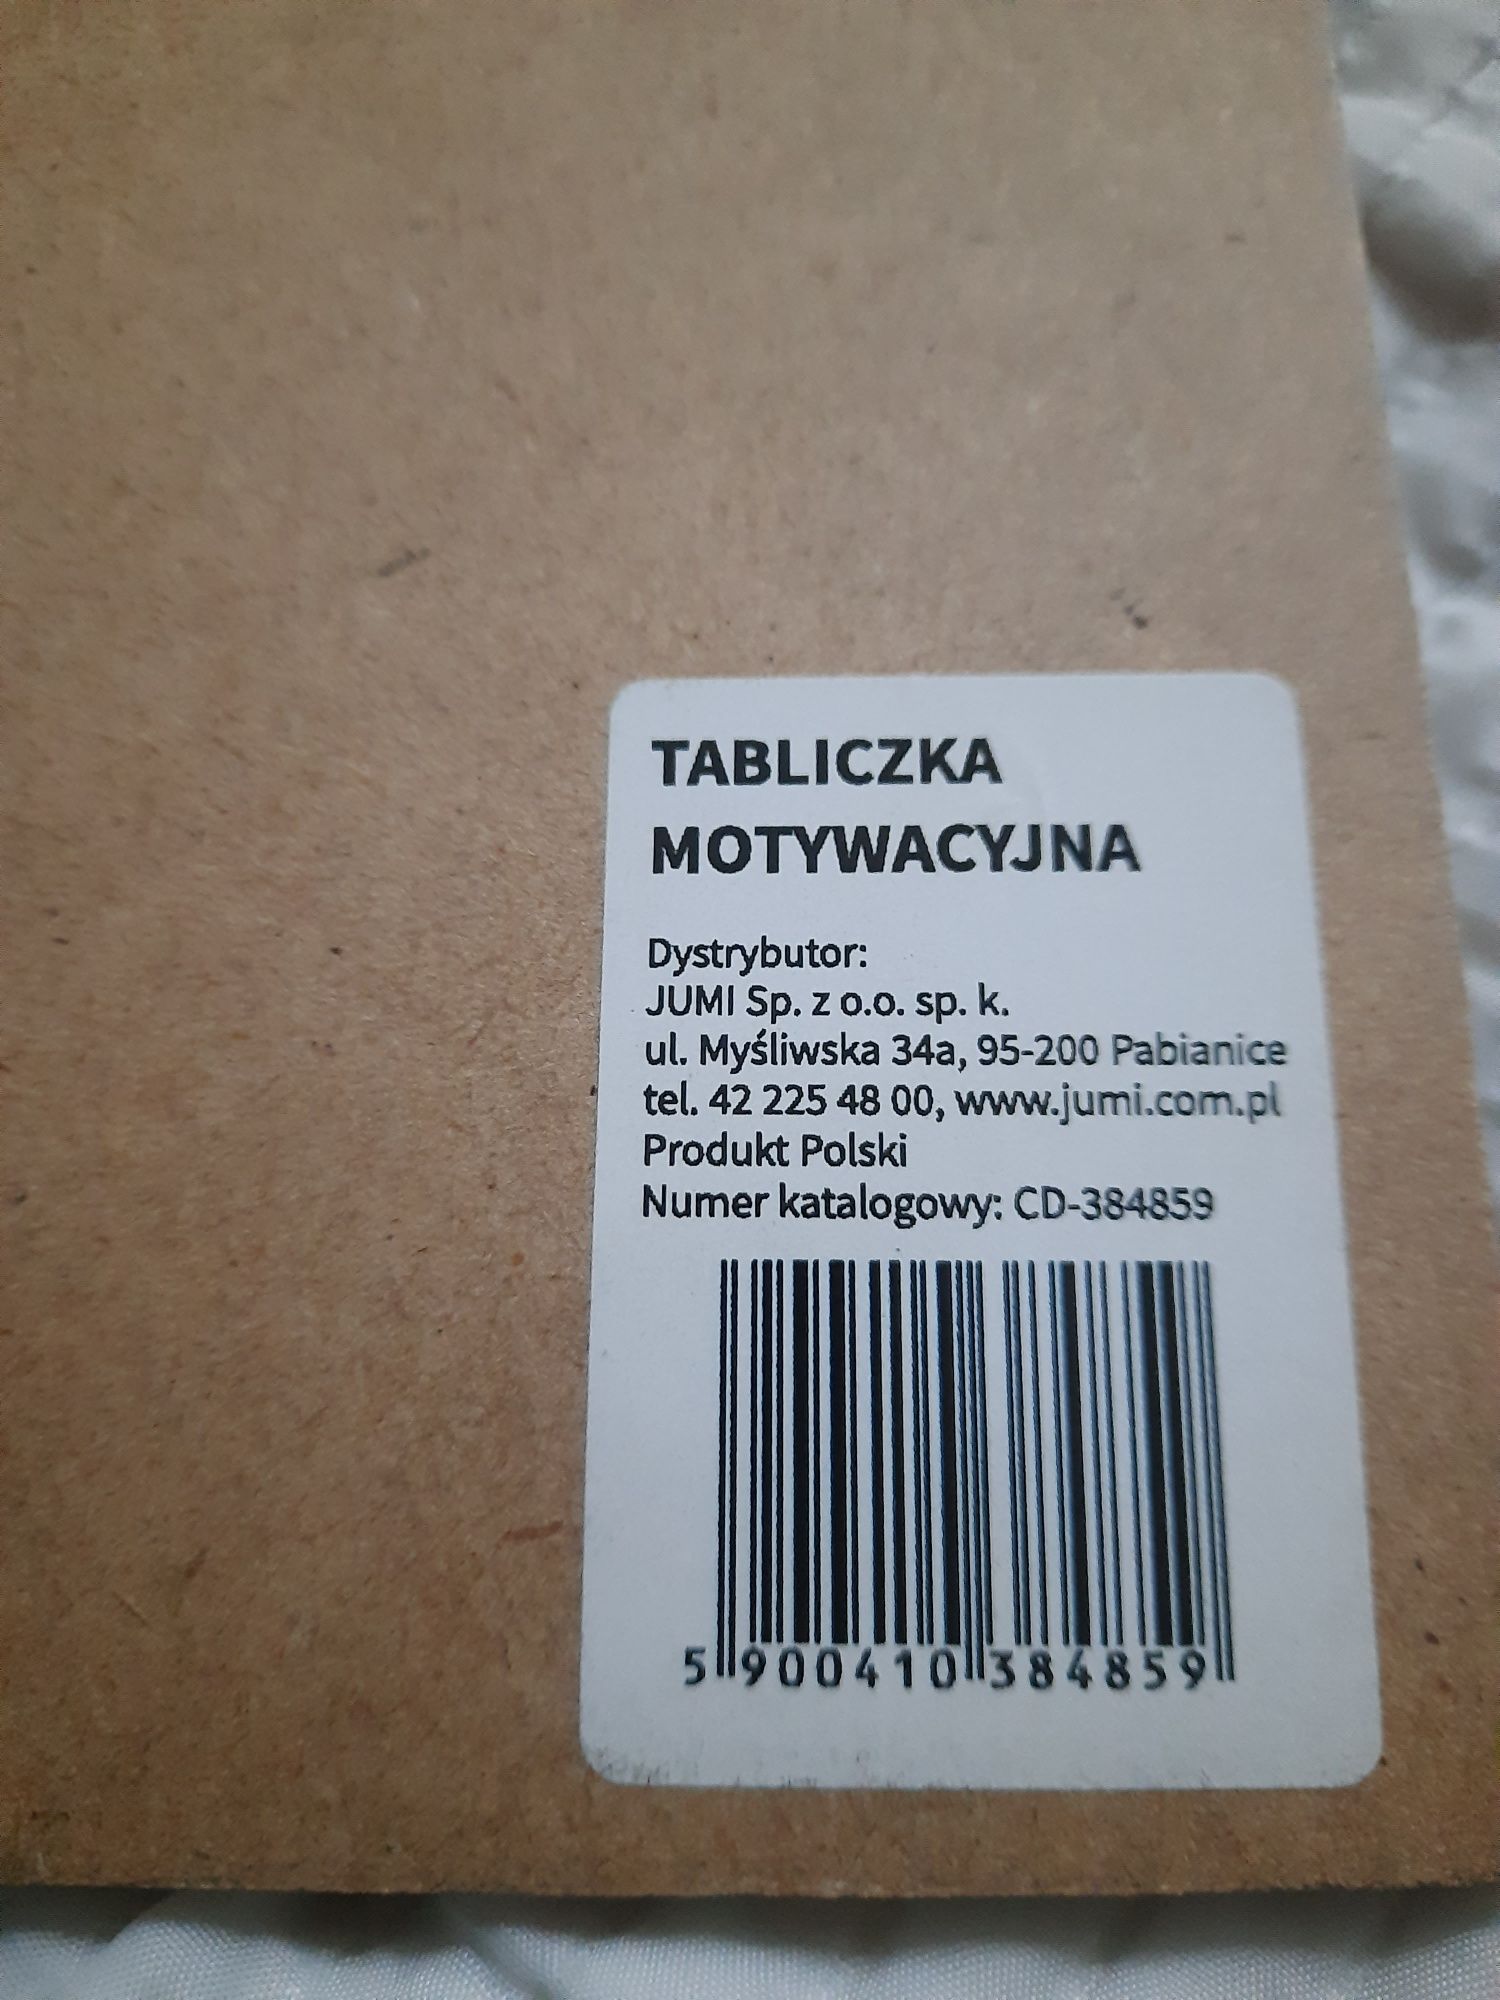 TABLICZKA
MOTYWACYJNA
Dystrybutor:
JUMI Sp. z o.o. sp. k.
ul. Myśliwska 34a, 95-200 Pabianice
tel. 42 225 48 00, www.jumi.com.pl
Produkt Polski
Numer katalogowy: CD-384859
5 900410 384859